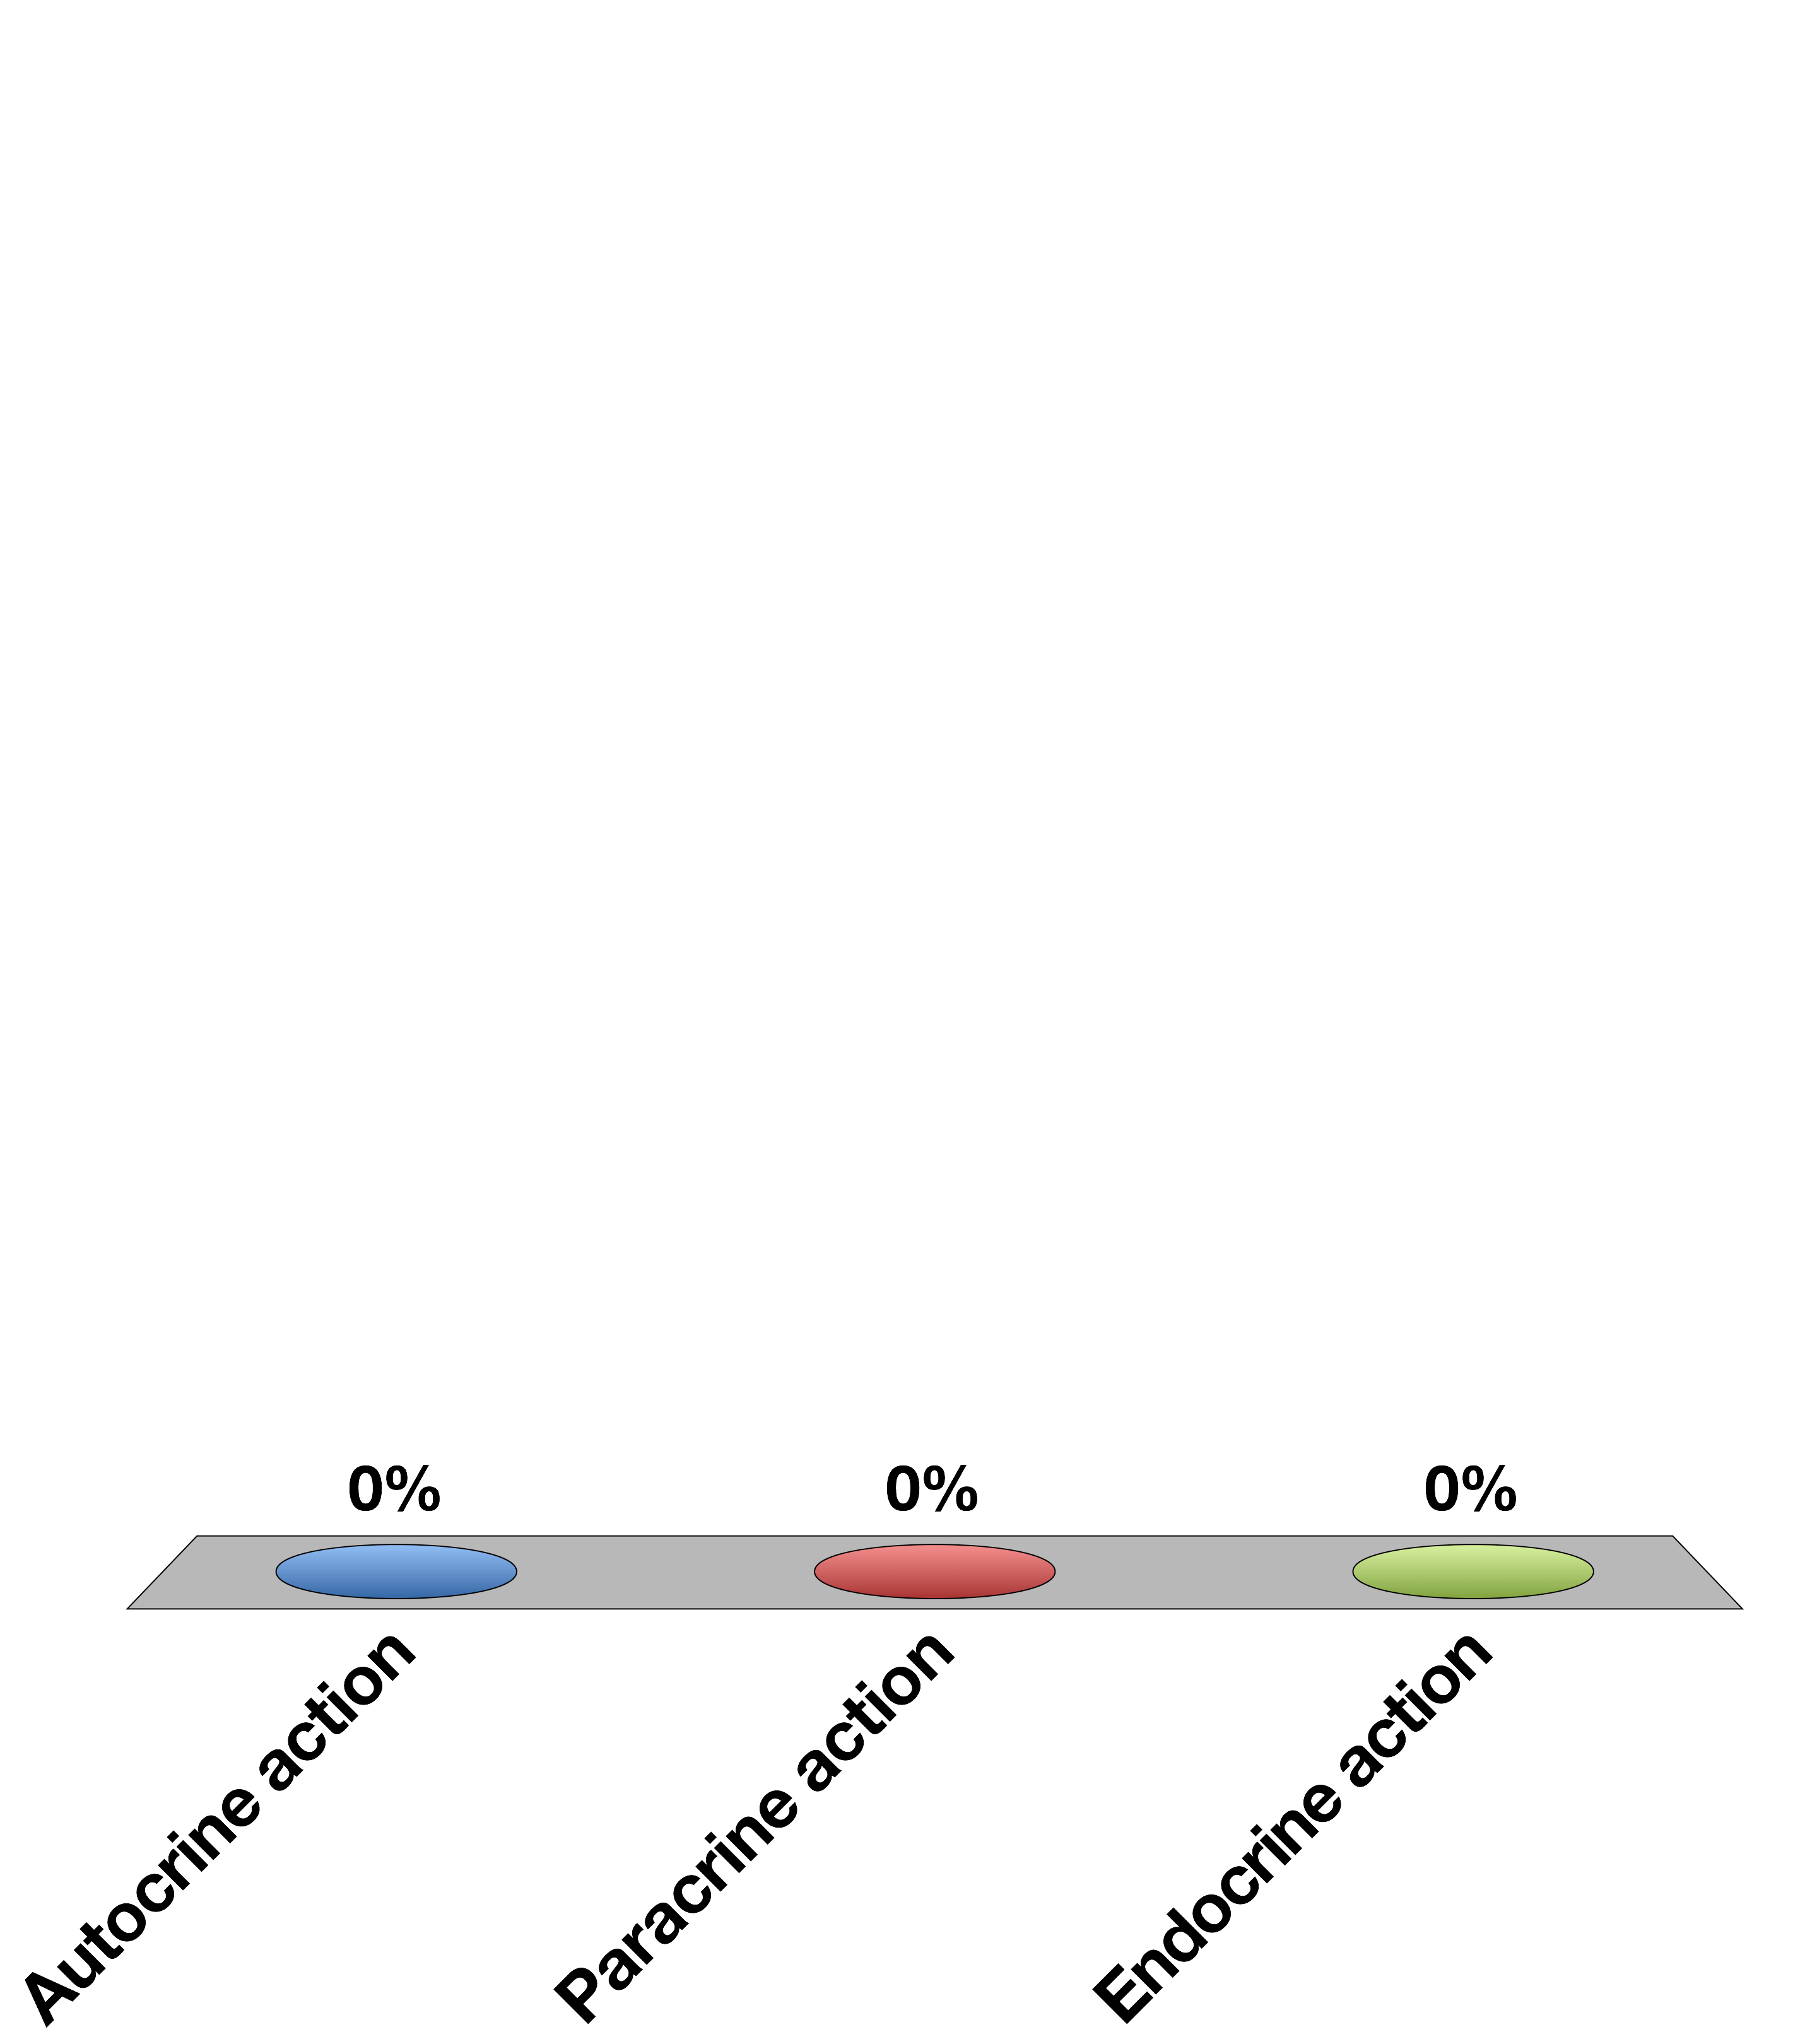 0% 0% 0%
Autocrine action
Paracrine action
Endocrine action